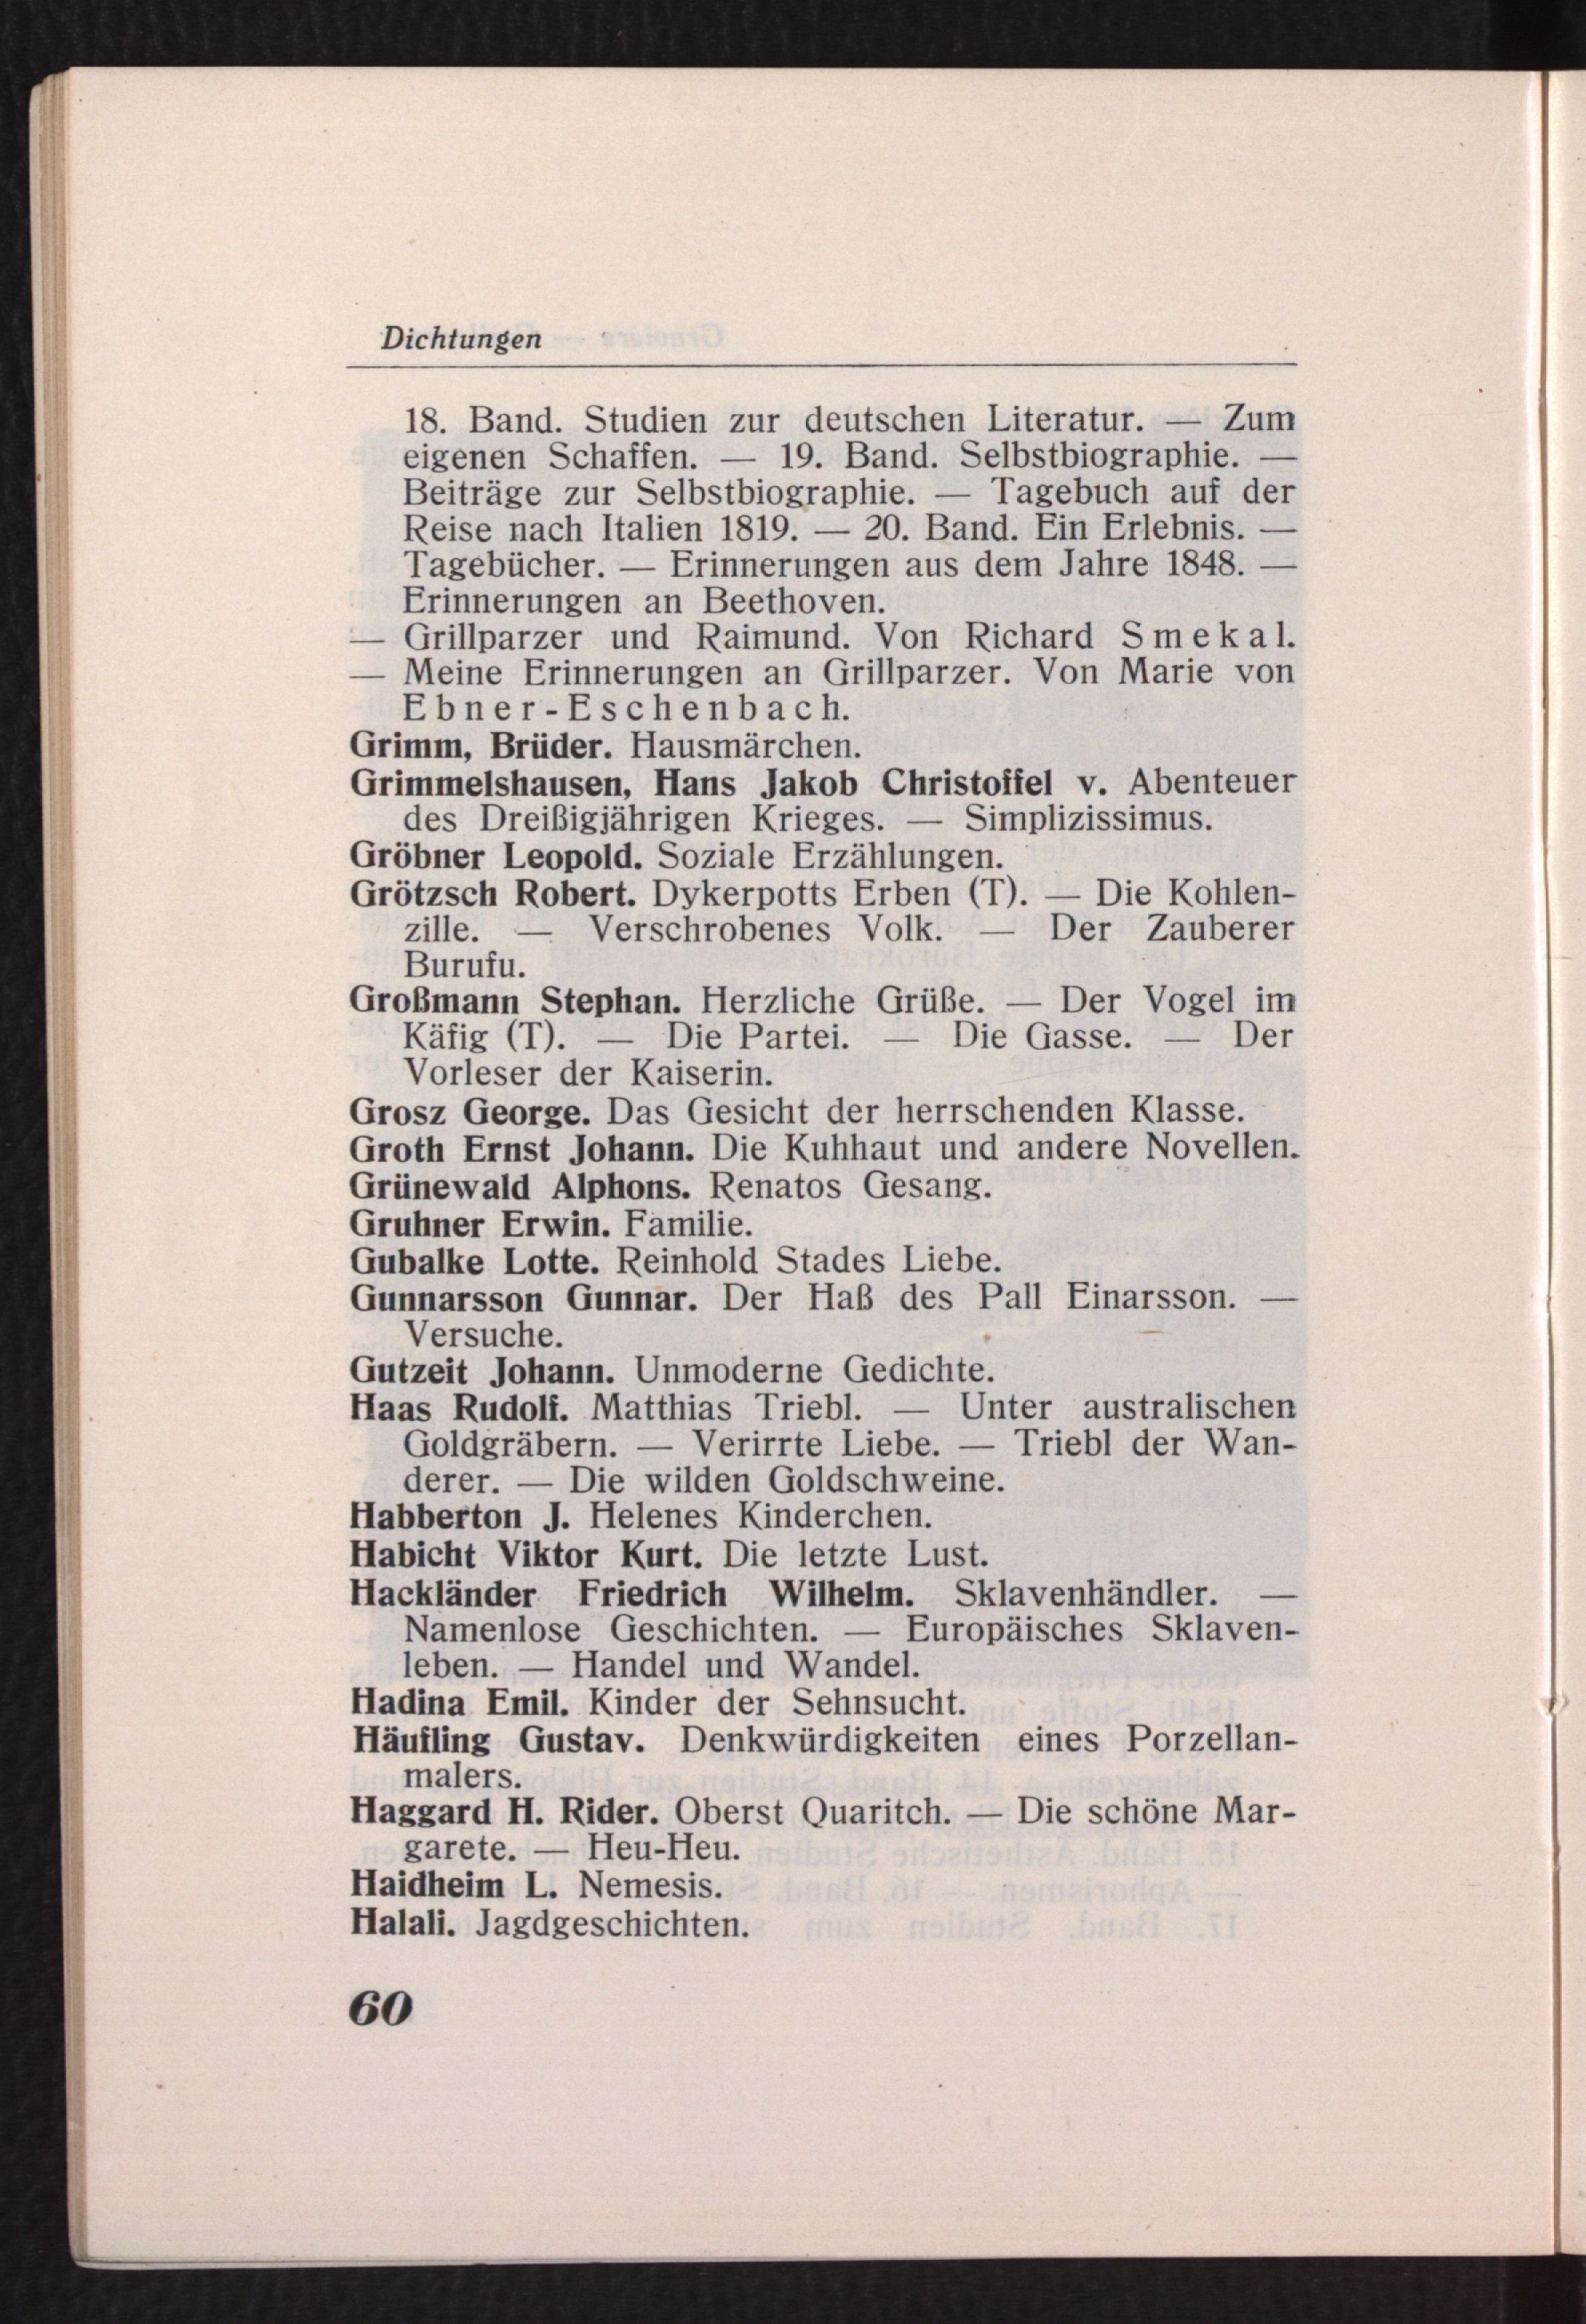 Dichtungen
18. Band. Studien zur deutschen Literatur. — Zum
eigenen Schaffen. — 19. Band. Selbstbiographie. —
Beiträge zur Selbstbiographie. — Tagebuch auf der
Reise nach Italien 1819. — 20. Band. Ein Erlebnis. —
Tagebücher. — Erinnerungen aus dem Jahre 1848. —
Erinnerungen an Beethoven.
— Grillparzer und Raimund. Von Richard Smekal.
— Meine Erinnerungen an Grillparzer. Von Marie von
Ebner-Eschenbach.
Grimm, Brüder. Hausmärchen.
Grimmelshausen, Hans Jakob Christoffel v. Abenteuer
des Dreißigjährigen Krieges. — Simplizissimus.
Gröbner Leopold. Soziale Erzählungen.
Grötzsch Robert. Dykerpotts Erben (T). — Die Kohlen-
zille. — Verschrobenes Volk. — Der Zauberer
Burufu.
Großmann Stephan. Herzliche Grüße. — Der Vogel im
Käfig (T). — Die Partei. — Die Gasse. — Der
Vorleser der Kaiserin.
Grosz George. Das Gesicht der herrschenden Klasse.
Groth Ernst Johann. Die Kuhhaut und andere Novellen.
Grünewald Alphons. Renatos Gesang.
Gruhner Erwin. Familie.
Gubalke Lotte. Reinhold Stades Liebe.
Gunnarsson Gunnar. Der Haß des Pall Einarsson. —
Versuche.
Gutzeit Johann. Unmoderne Gedichte.
Haas Rudolf. Matthias Triebl. — Unter australischen
Goldgräbern. — Verirrte Liebe. — Triebl der Wan-
derer. — Die wilden Goldschweine.
Habberton J. Helenes Kinderchen.
Habicht Viktor Kurt. Die letzte Lust.
Hackländer Friedrich Wilhelm. Sklavenhändler. —
Namenlose Geschichten. — Europäisches Sklaven-
leben. — Handel und Wandel.
Hadina Emil. Kinder der Sehnsucht.
Häufling Gustav. Denkwürdigkeiten eines Porzellan-
malers.
Haggard H. Rider. Oberst Quaritch. — Die schöne Mar-
garete. — Heu-Heu.
Haidheim L. Nemesis.
Halali. Jagdgeschichten.
60